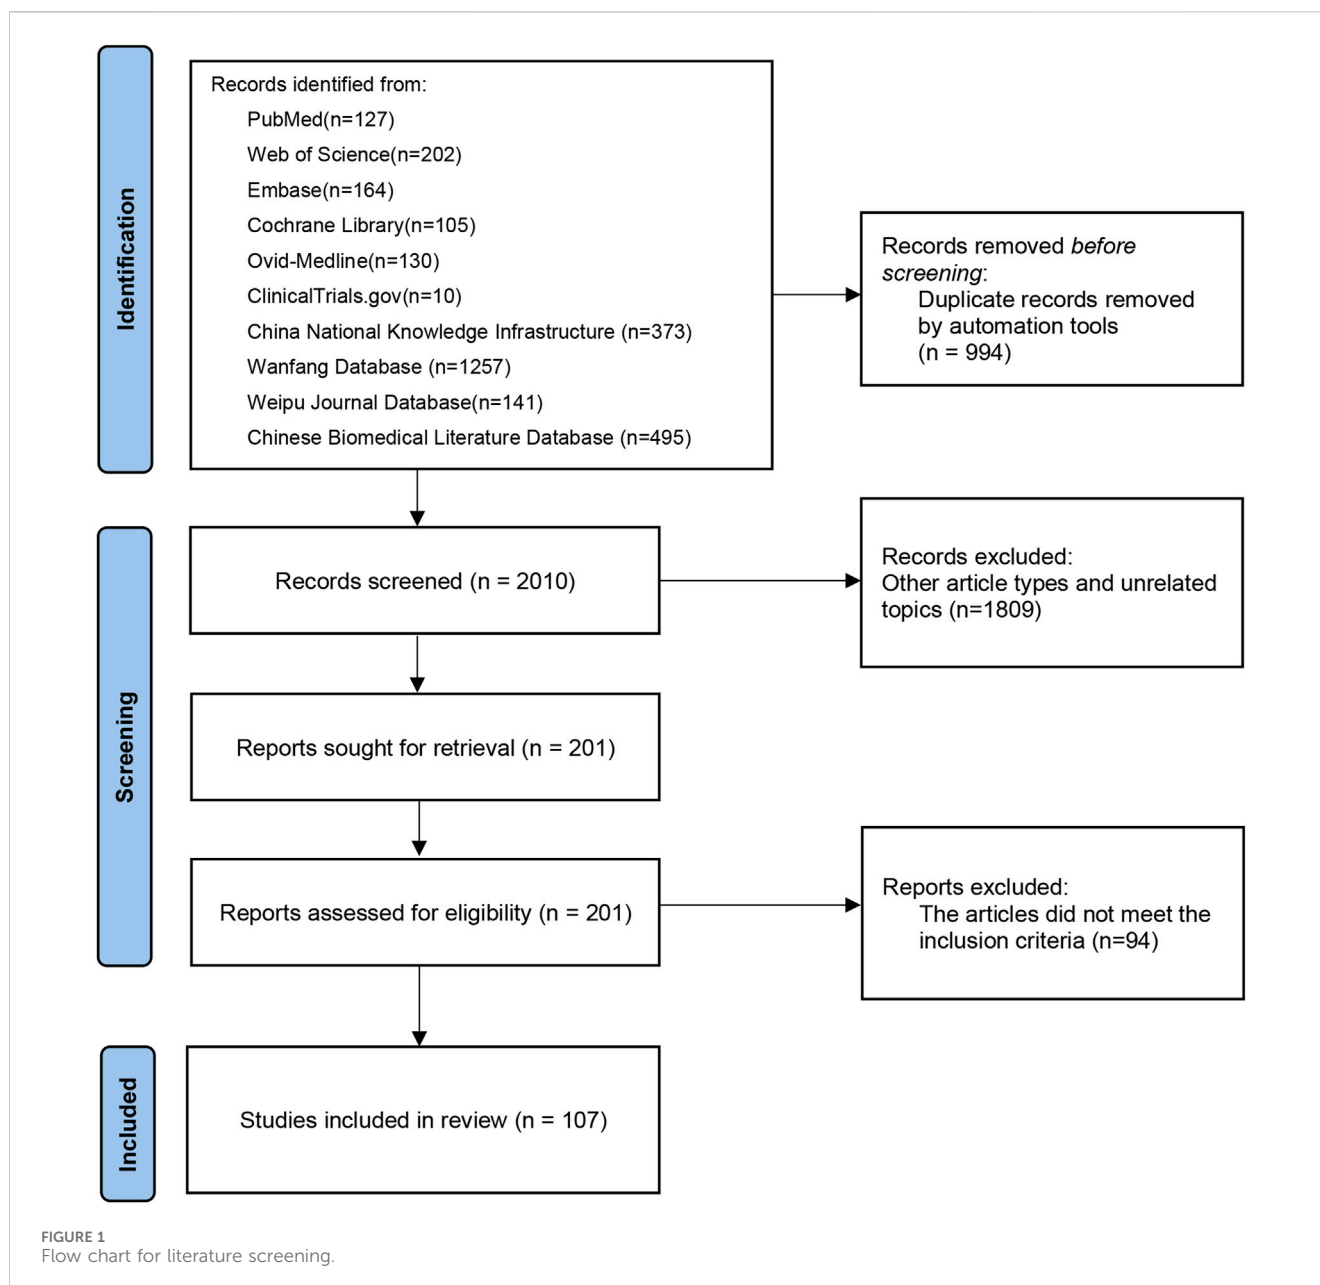 Identification
Records identified from:
PubMed(n=127)
Web of Science(n=202)
Embase(n=164)
Cochrane Library(n=105)
Ovid-Medline(n=130)
ClinicalTrials.gov(n=10)
China National Knowledge Infrastructure (n=373)
Wanfang Database (n=1257)
Weipu Journal Database(n=141)
Chinese Biomedical Literature Database (n=495)
Records removed before
screening:
Duplicate records removed
by automation tools
(n = 994)
Screening
Records screened (n = 2010)
Records excluded:
Other article types and unrelated
topics (n=1809)
Reports sought for retrieval (n = 201)
Reports assessed for eligibility (n = 201)
Reports excluded:
The articles did not meet the
inclusion criteria (n=94)
Included
Studies included in review (n = 107)
FIGURE 1
Flow chart for literature screening.